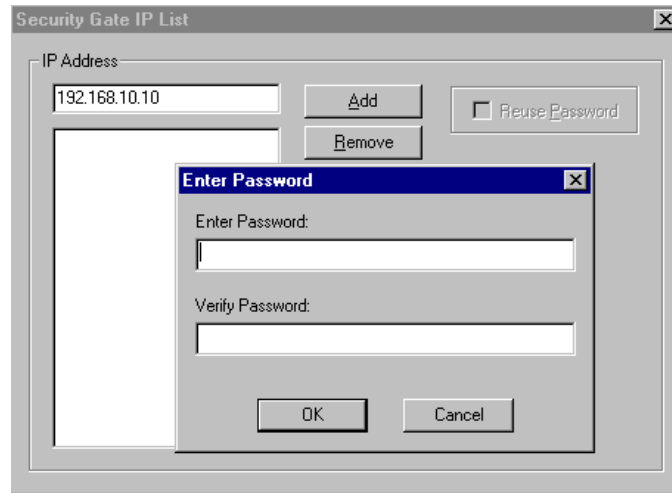 Security Gate IP List
IP Address
192.168.10.10
Add
Reuse Password
Remove
Enter Password
Enter Password:
Verify Password:
OK
Cancel